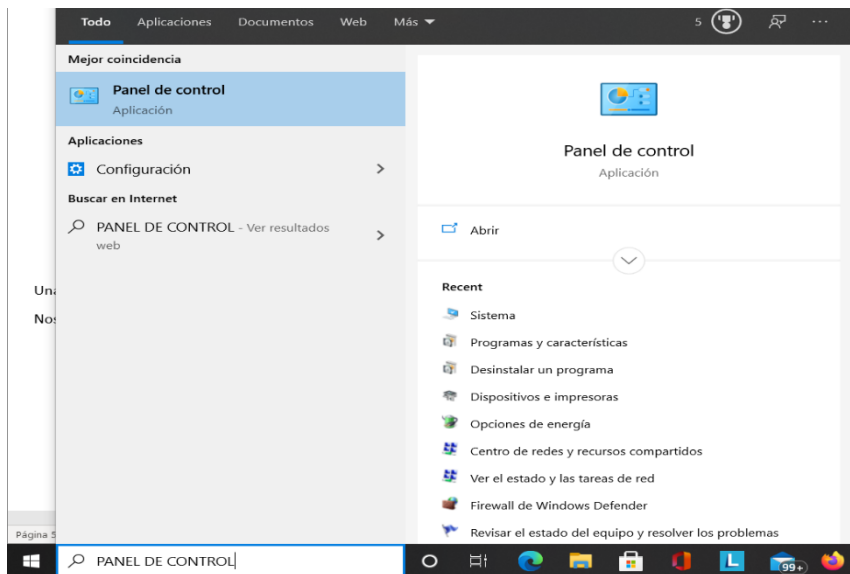 Todo Aplicaciones Documentos Web Más 5
Mejor coincidencia
Panel de control
Aplicación
Aplicaciones
Configuración
Buscar en Internet
PANEL DE CONTROL - Ver resultados
web
Panel de control
Aplicación
Abrir
Recent
Sistema
Programas y características
Desinstalar un programa
Dispositivos e impresoras
Opciones de energía
Centro de redes y recursos compartidos
Ver el estado y las tareas de red
Firewall de Windows Defender
Revisar el estado del equipo y resolver los problemas
Página 5
PANEL DE CONTROL
L
99+